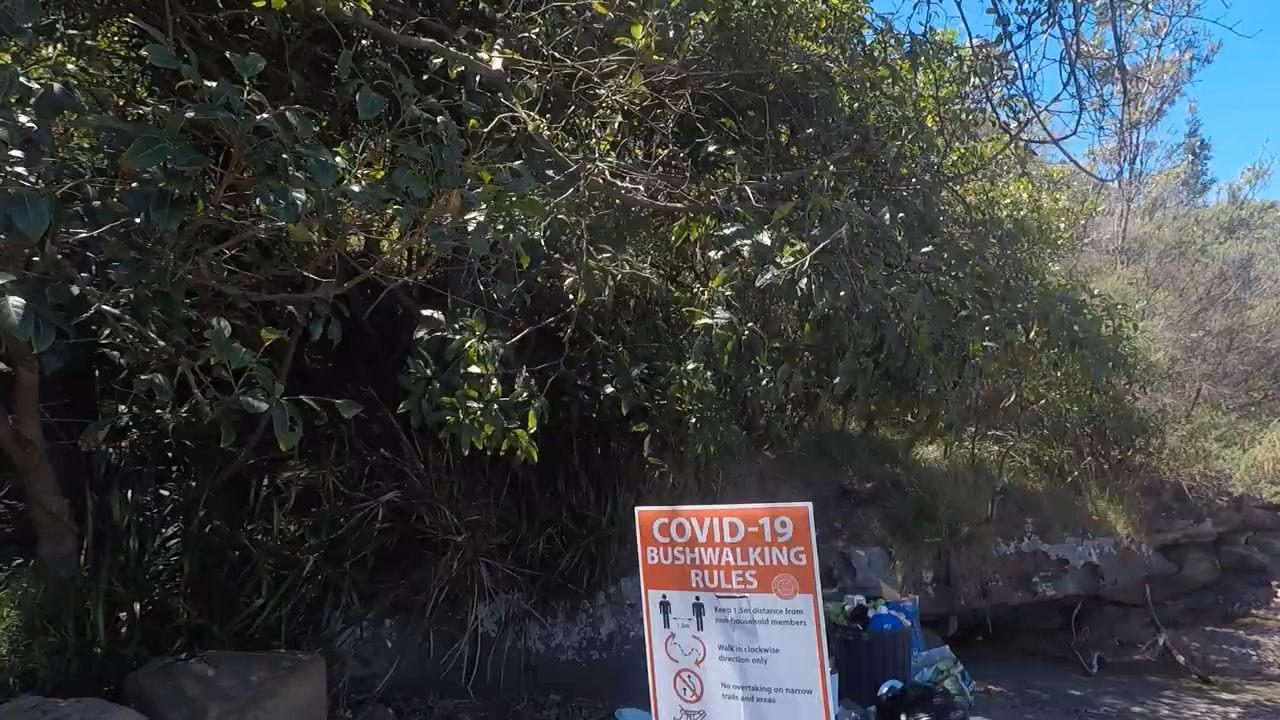 COVID-19
BUSHWALKING
RULES
Keep 1.5m distance from
non-household members
1.5m
Walk in clockwise
direction only
No overtaking on narrow
trails and areas